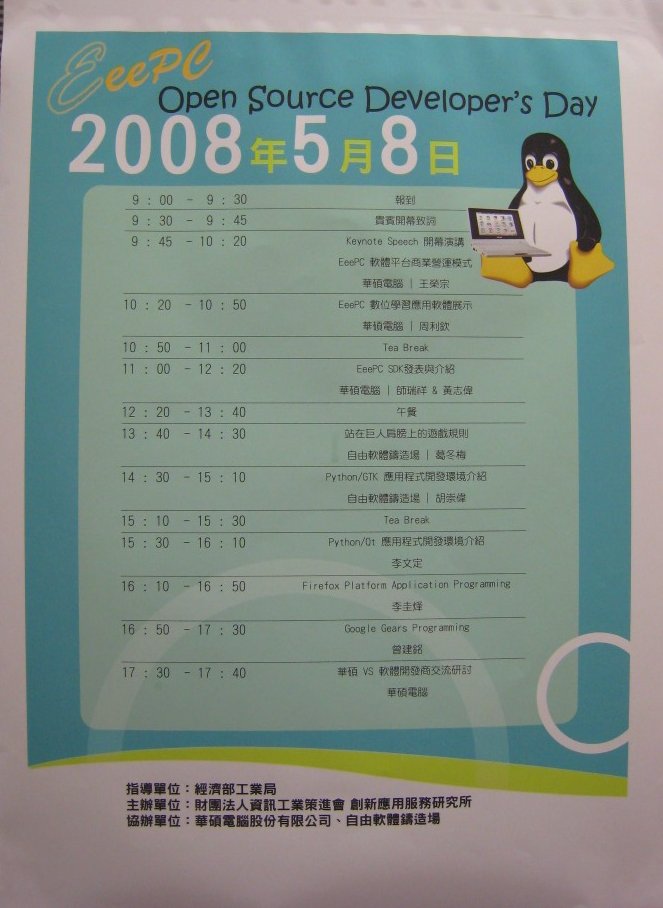 EeePC
Open Source Developer's Day
2008年5月8日
9 : 00 - 9 : 30 報到
9 : 30 - 9 : 45 貴賓開幕致詞
9 : 45 - 10 : 20 Keynote Speech 開幕演講
EeePC 軟體平台商業營運模式
華碩電腦 | 王榮宗
10 : 20 - 10 : 50 EeePC 數位學習應用軟體展示
華碩電腦 | 周利欽
10 : 50 - 11 : 00 Tea Break
11 : 00 - 12 : 20 EeePC SDK發表與介紹
華碩電腦 | 師瑞祥 & 黃志偉
12 : 20 - 13 : 40 午餐
13 : 40 - 14 : 30 站在巨人肩膀上的遊戲規則
自由軟體鑄造場 | 葛冬梅
14 : 30 - 15 : 10 Python/GTK 應用程式開發環境介紹
自由軟體鑄造場 | 胡崇偉
15 : 10 - 15 : 30 Tea Break
15 : 30 - 16 : 10 Python/Qt 應用程式開發環境介紹
李文定
16 : 10 - 16 : 50 Firefox Platform Application Programming
李圭烽
16 : 50 - 17 : 30 Google Gears Programming
曾建銘
17 : 30 - 17 : 40 華碩 VS 軟體開發商交流研討
華碩電腦
指導單位：經濟部工業局
主辦單位：財團法人資訊工業策進會 創新應用服務研究所
協辦單位：華碩電腦股份有限公司、自由軟體鑄造場